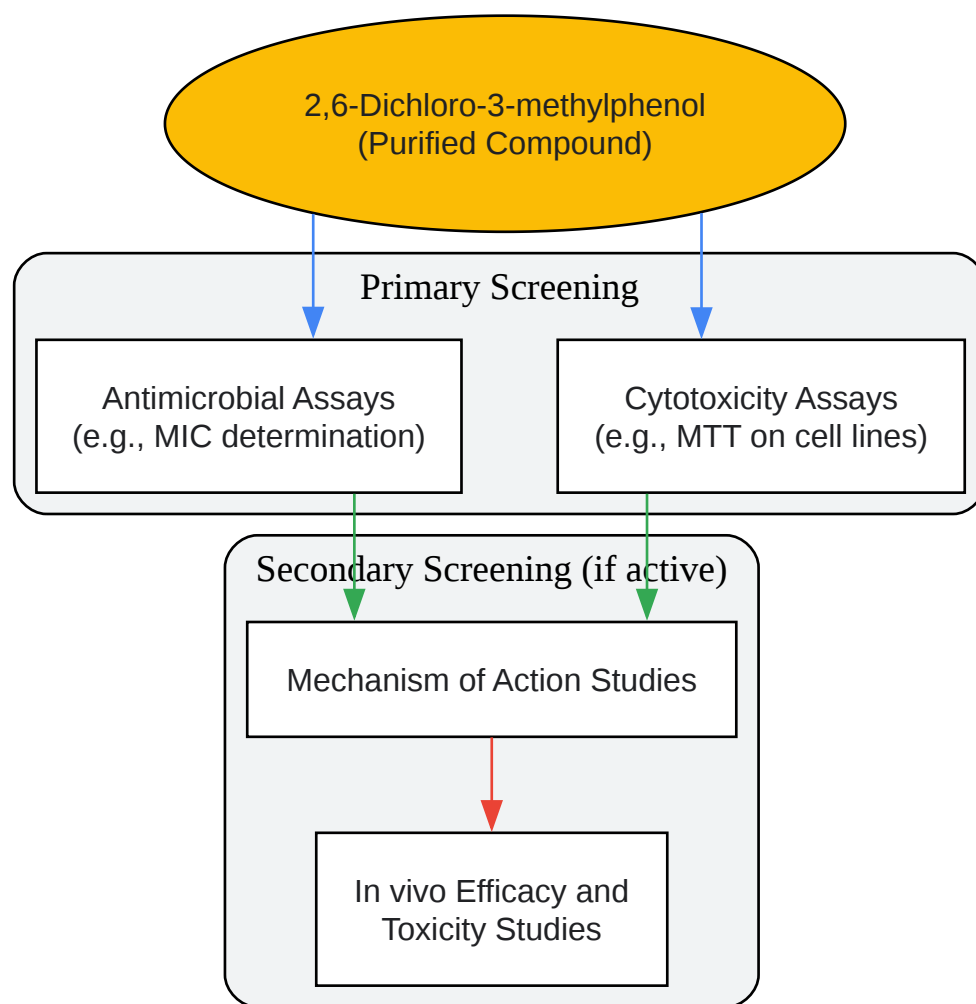 2,6-Dichloro-3-methylphenol
(Purified Compound)
Primary Screening
Antimicrobial Assays
(e.g., MIC determination)
Cytotoxicity Assays
(e.g., MTT on cell lines)
Secondary Screening (if active)
Mechanism of Action Studies
In vivo Efficacy and
Toxicity Studies